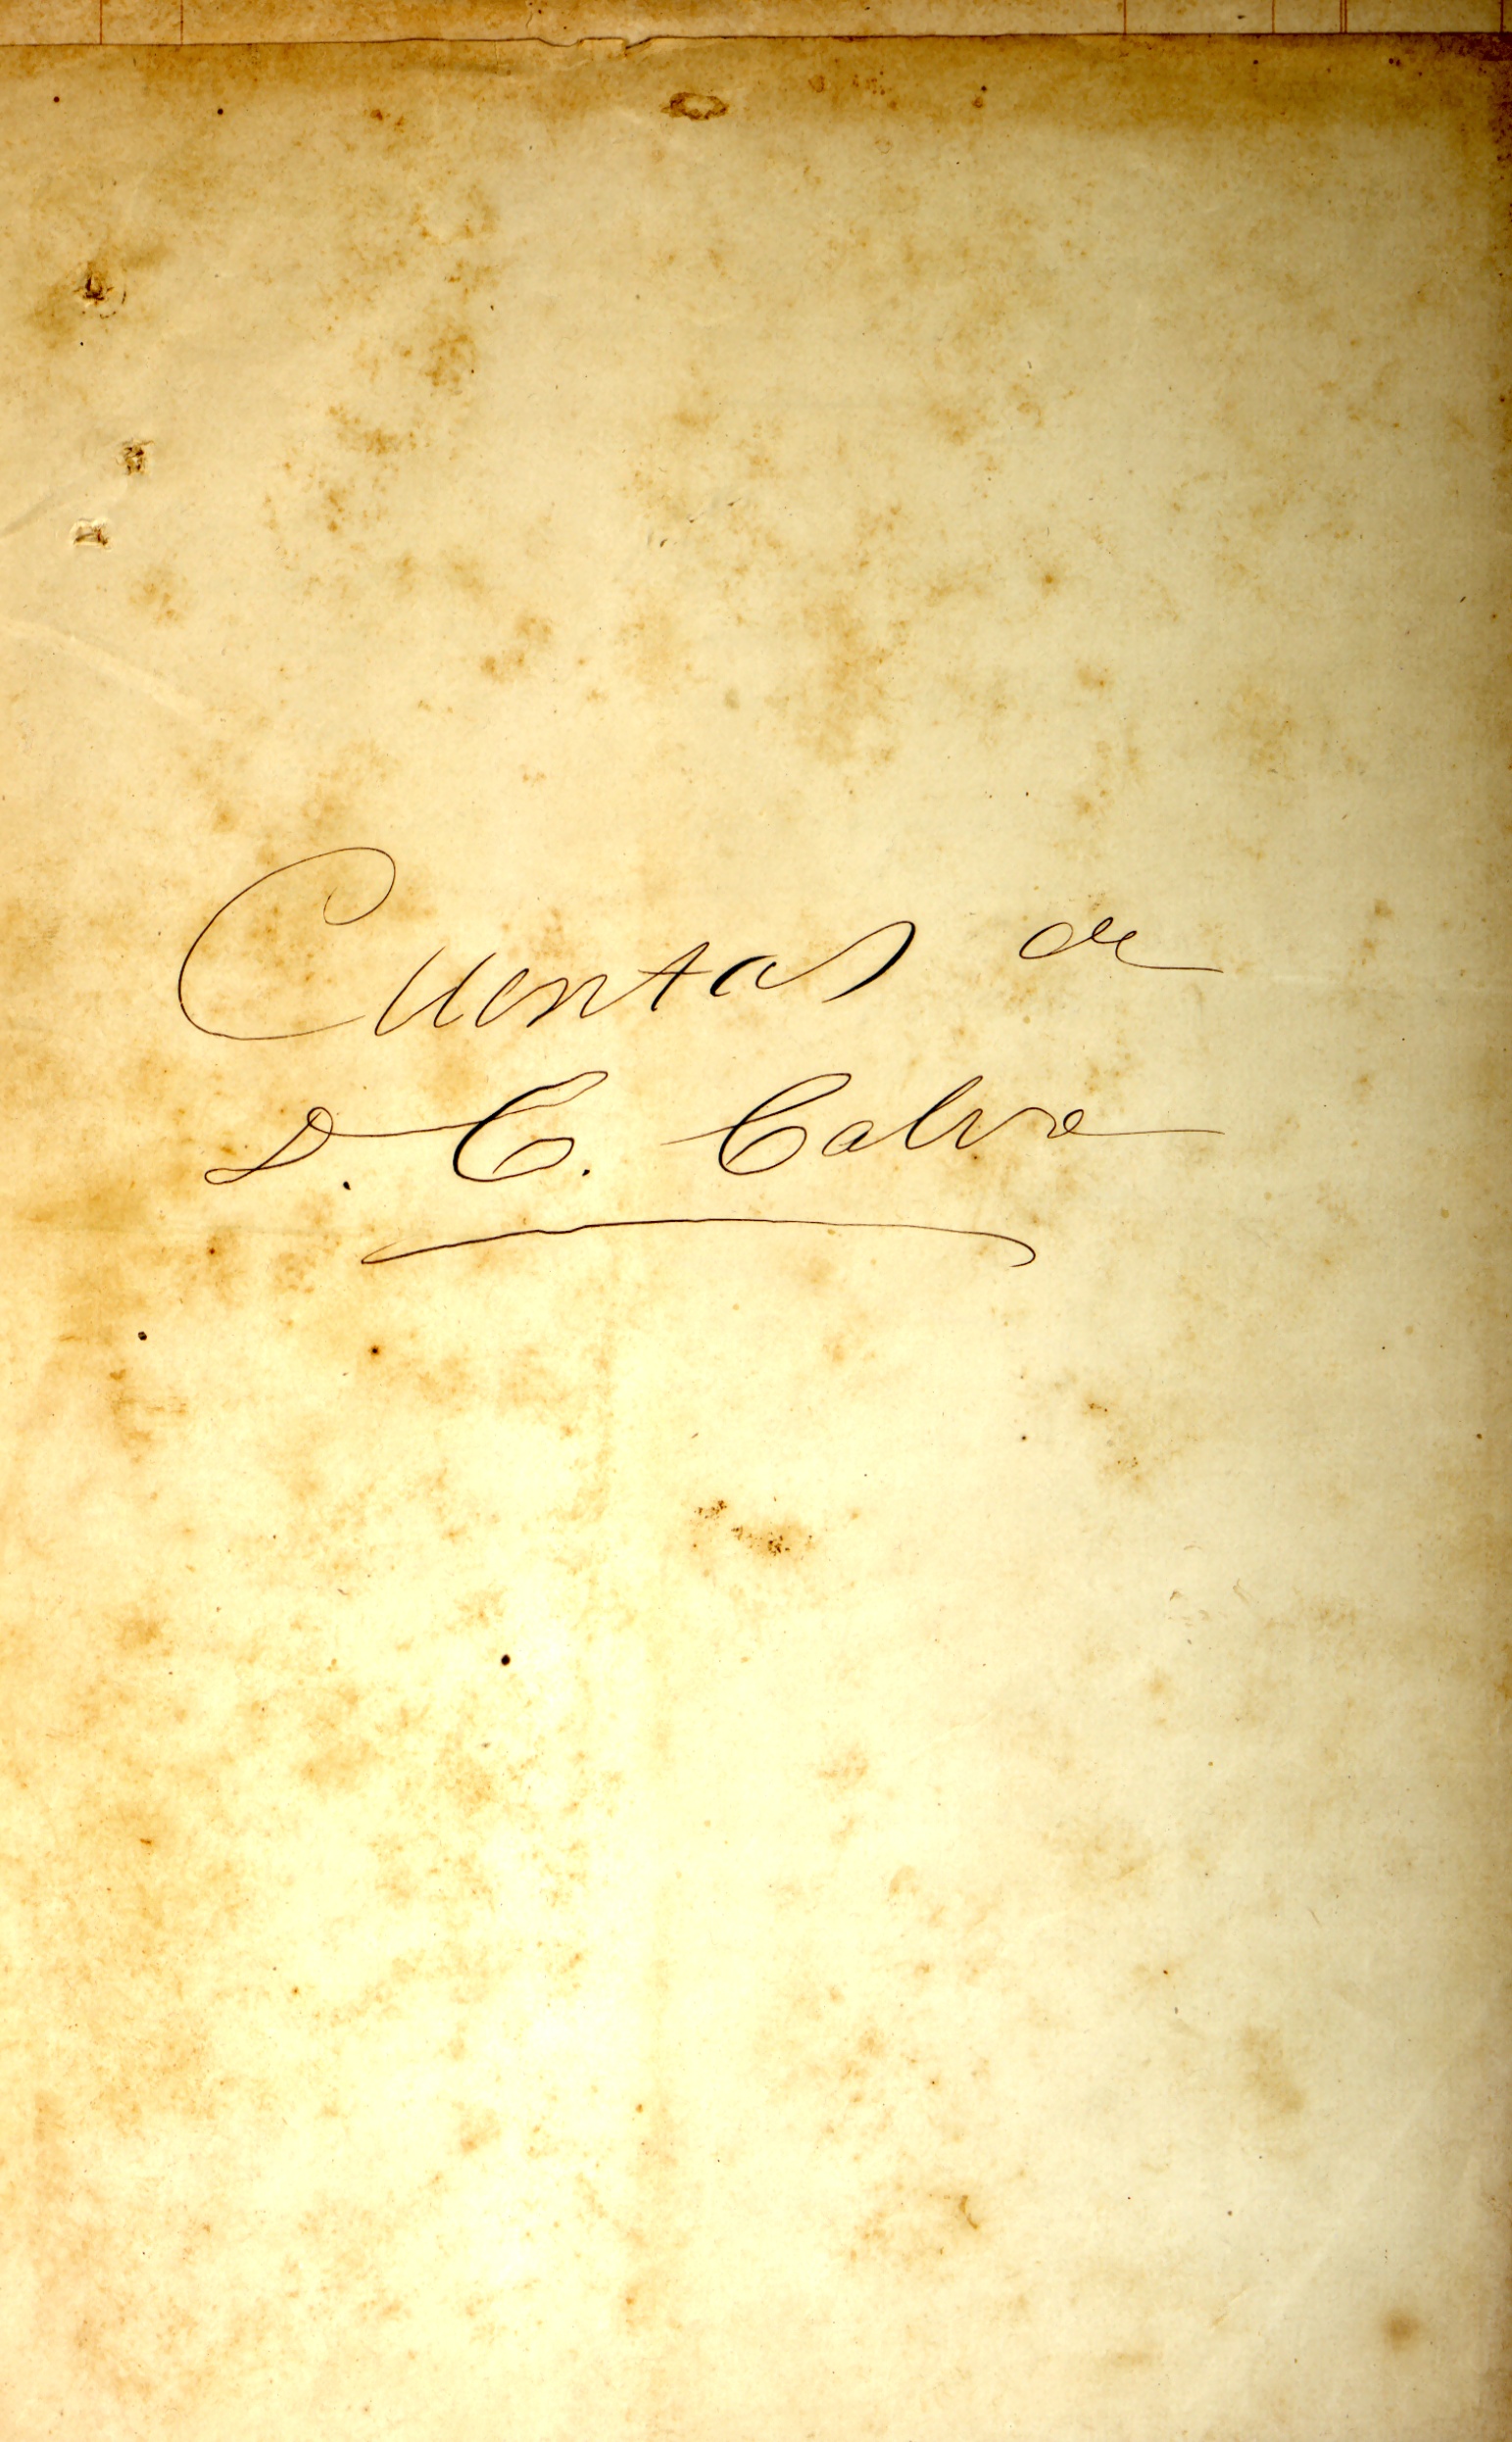 Cuentas de
D. C. Calvo